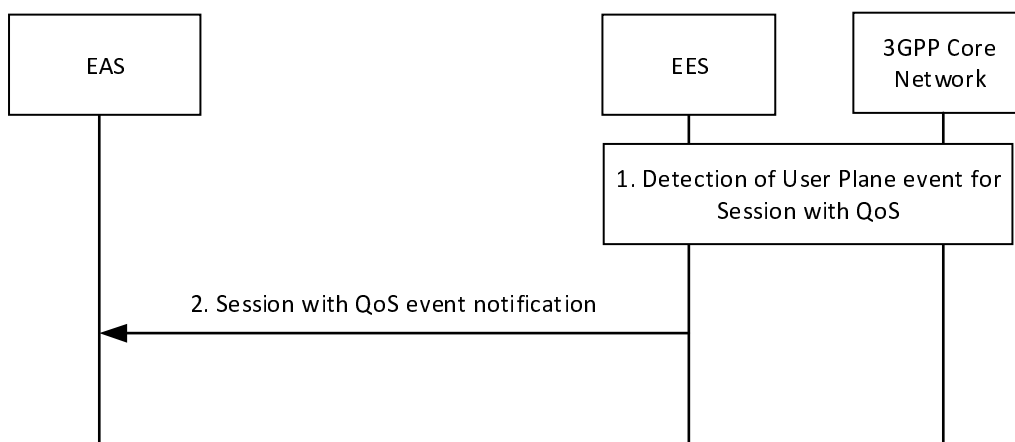 EAS
EES
3GPP Core
Network
1. Detection of User Plane event for
Session with QoS
2. Session with QoS event notification